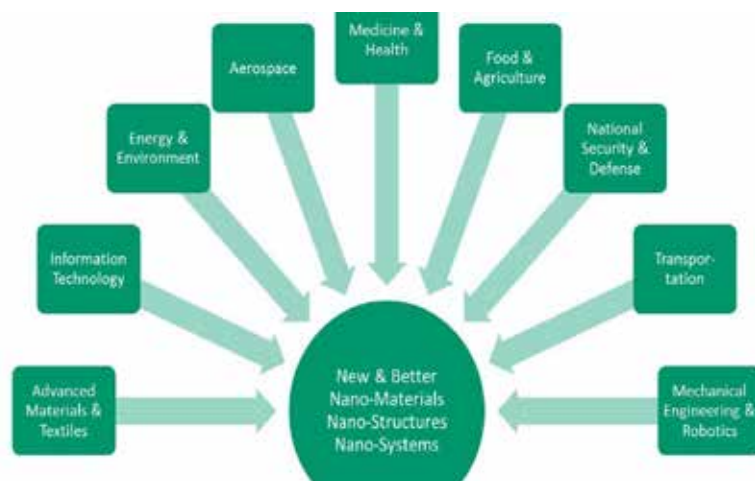 Medicine &
Health
Aerospace
Food &
Agriculture
Energy &
Environment
National
Security &
Defense
Information
Technology
Transpor-
tation
Advanced
Materials &
Textiles
New & Better
Nano-Materials
Nano-Structures
Nano-Systems
Mechanical
Engineering &
Robotics